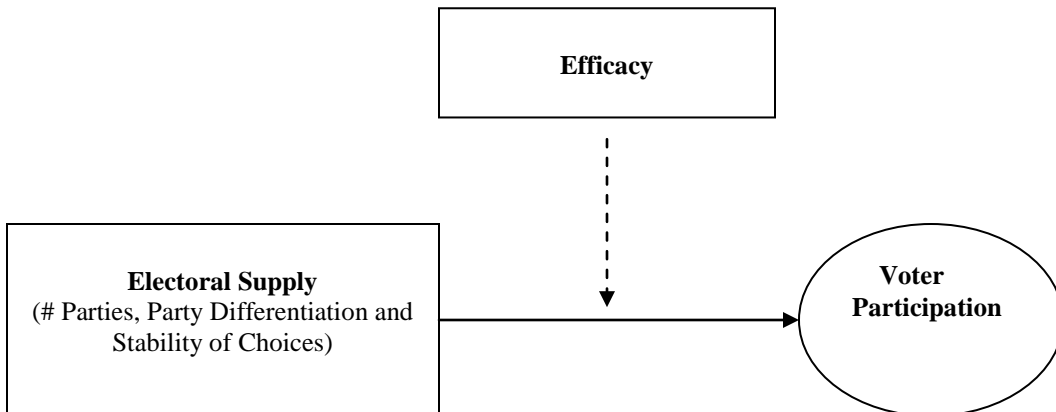 Efficacy
Electoral Supply
(# Parties, Party Differentiation and
Stability of Choices)
Voter
Participation